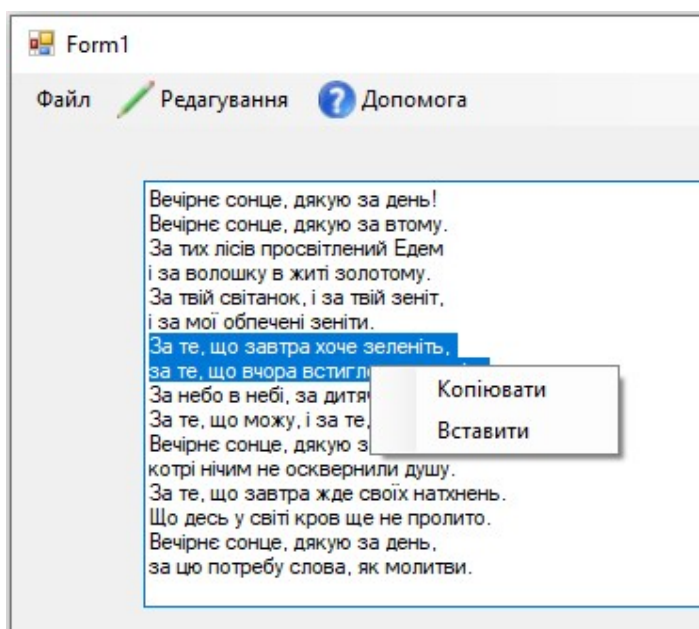 Form1
Файл Редагування Допомога
Вечірнє сонце, дякую за день!
Вечірнє сонце, дякую за втому.
За тих лісів просвітлений Едем
і за волошку в житі золотому.
За твій світанок, і за твій зеніт,
і за мої обпечені зеніти.
За те, що завтра хоче зеленіть,
за те, що вчора
За небо в небі, за
За те, що можу, і за те,
Вечірнє сонце, дякую
котрі нічим не осквернили душу.
За те, що завтра жде своїх натхнень.
Що десь у світі кров ще не пролито.
Вечірнє сонце, дякую за день,
за цю потребу слова, як молитви.
Копіювати
Вставити